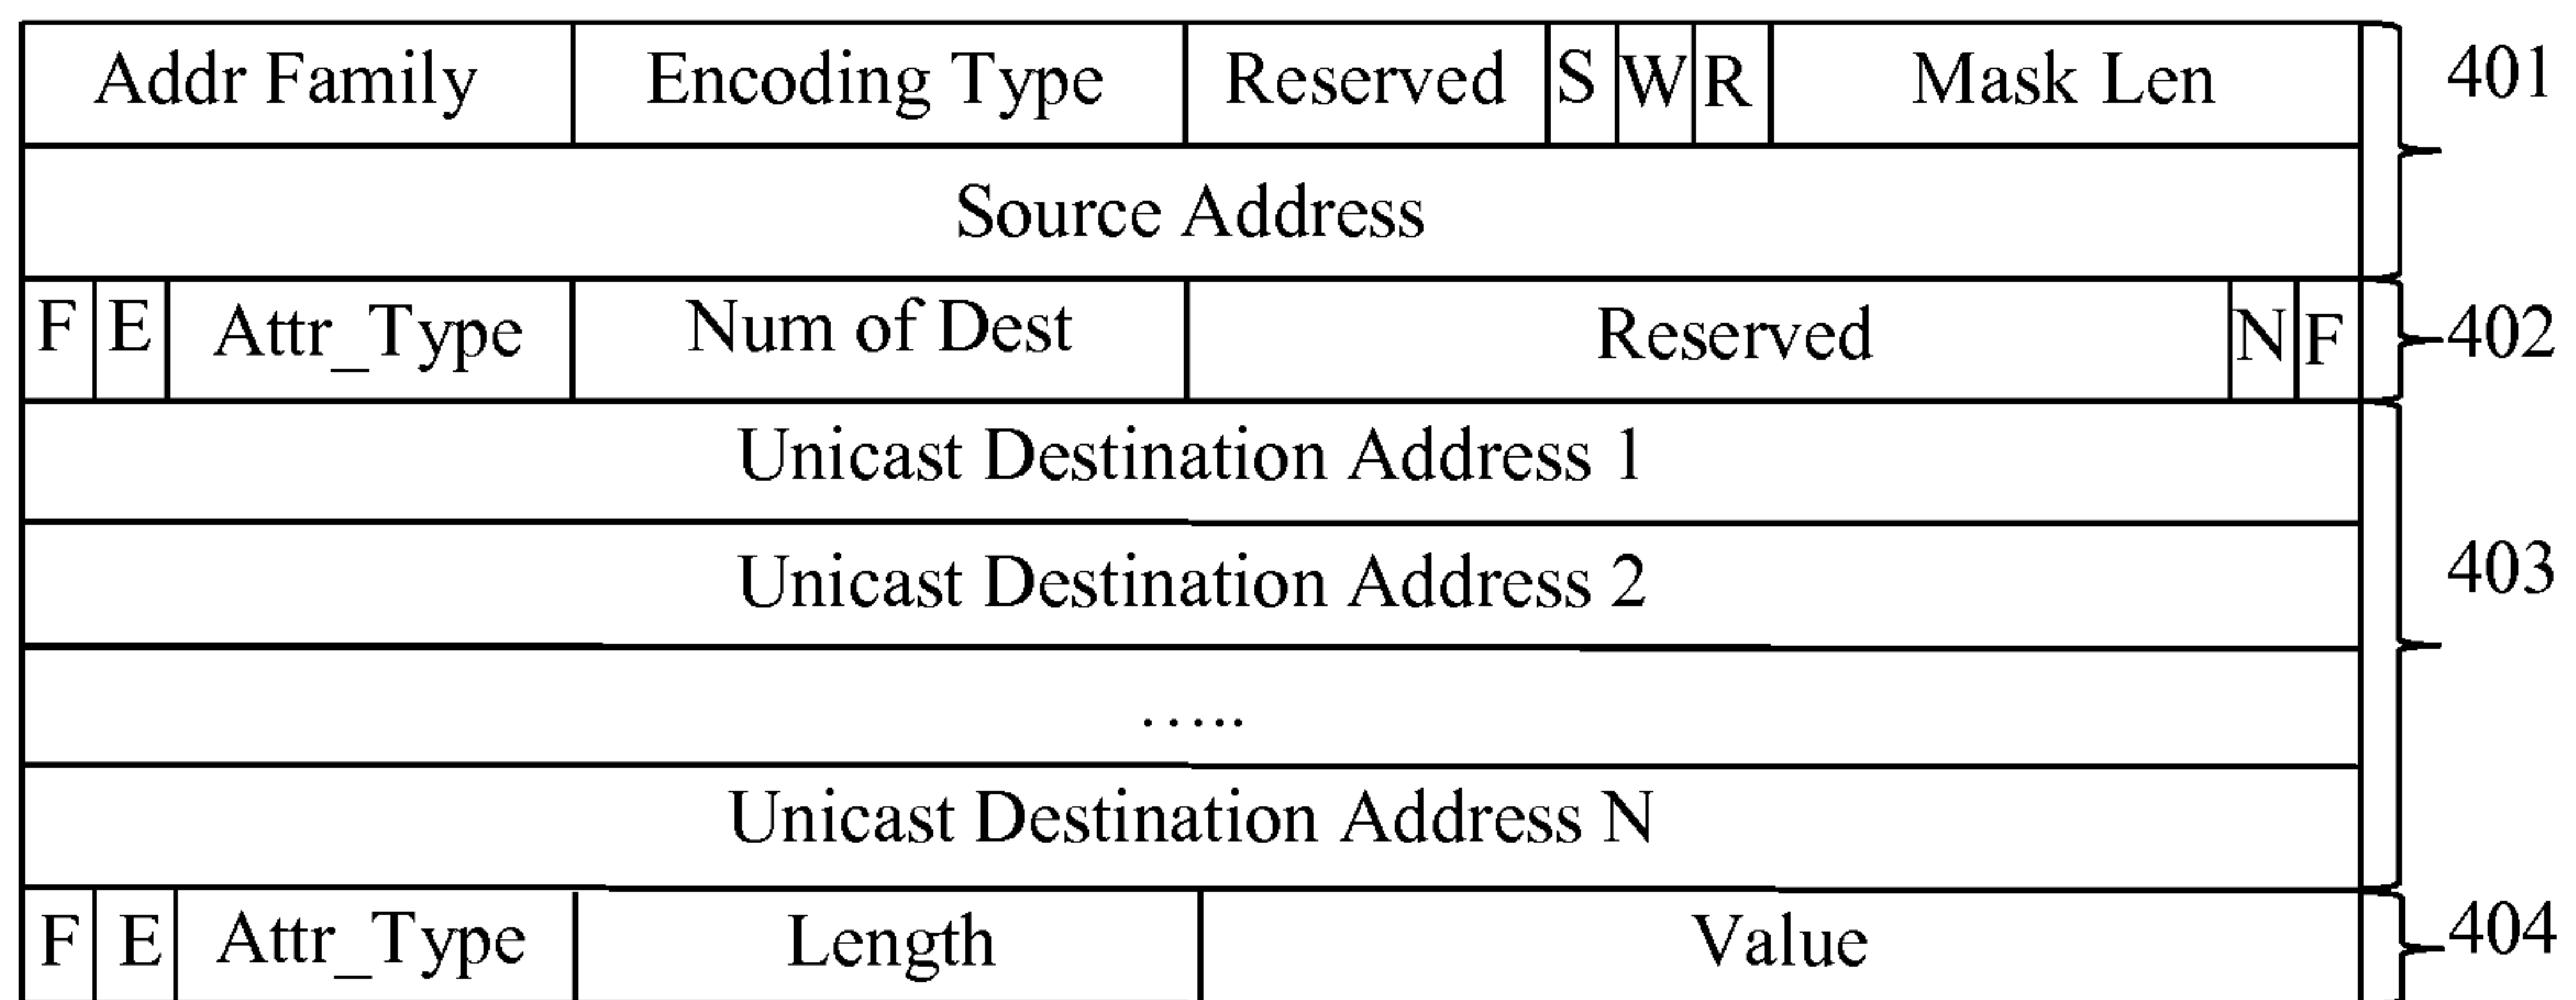 Addr Family Encoding Type Reserved S W R Mask Len 401
Source Address
F E Attr_Type Num of Dest Reserved N F 402
Unicast Destination Address 1
Unicast Destination Address 2 403
.....
Unicast Destination Address N
F E Attr_Type Length Value 404